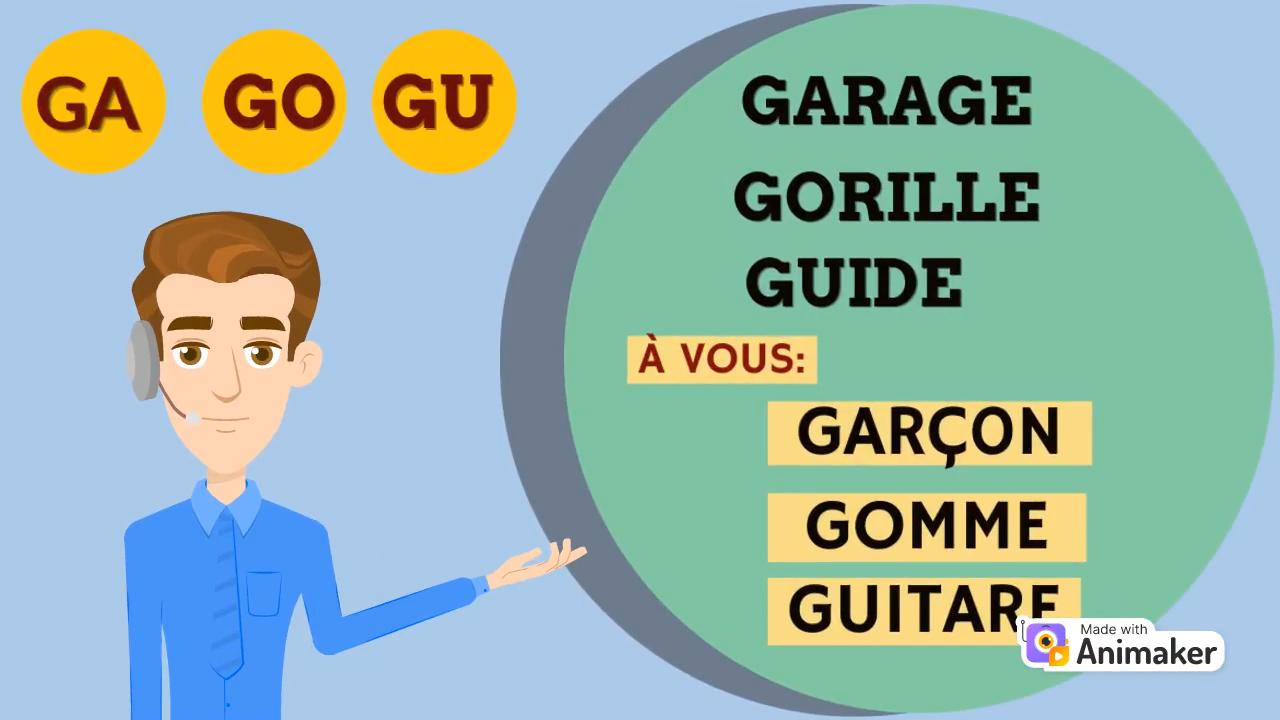 GA GO GU
GARAGE
GORILLE
GUIDE
À VOUS:
GARÇON
GOMME
GUITARE
Made with
Animaker